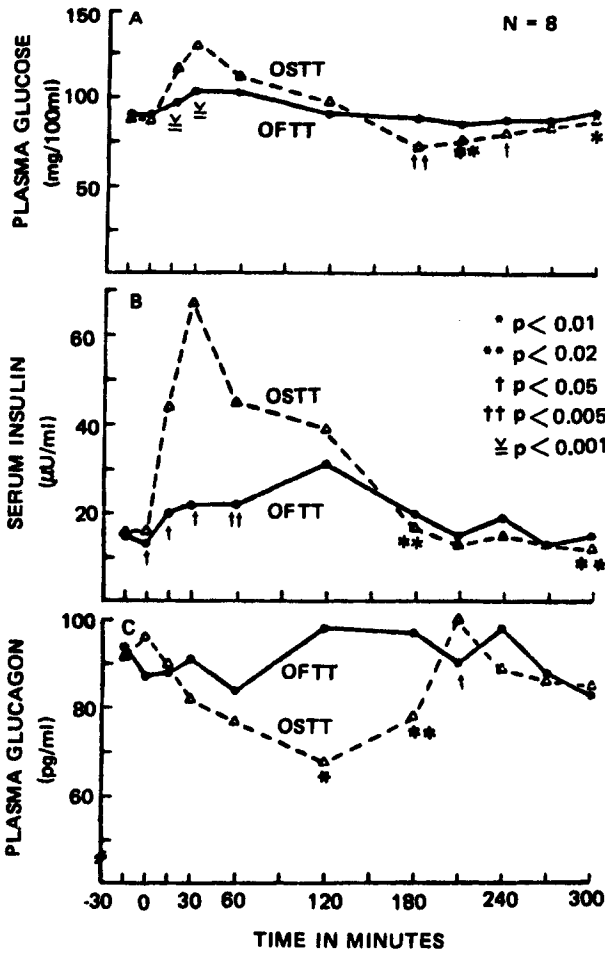 A
N = 8
PLASMA GLUCOSE
(mg/100ml)
150
100
50
OSTT
OFTT
⊻
⊻
††
**
†
*
B
SERUM INSULIN
(μU/ml)
60
40
20
OSTT
OFTT
* p< 0.01
** p< 0.02
† p< 0.05
†† p< 0.005
⊻ p< 0.001
†
†
†
††
**
**
C
PLASMA GLUCAGON
(pg/ml)
100
80
60
OFTT
OSTT
*
**
†
-30 0 30 60 120 180 240 300
TIME IN MINUTES